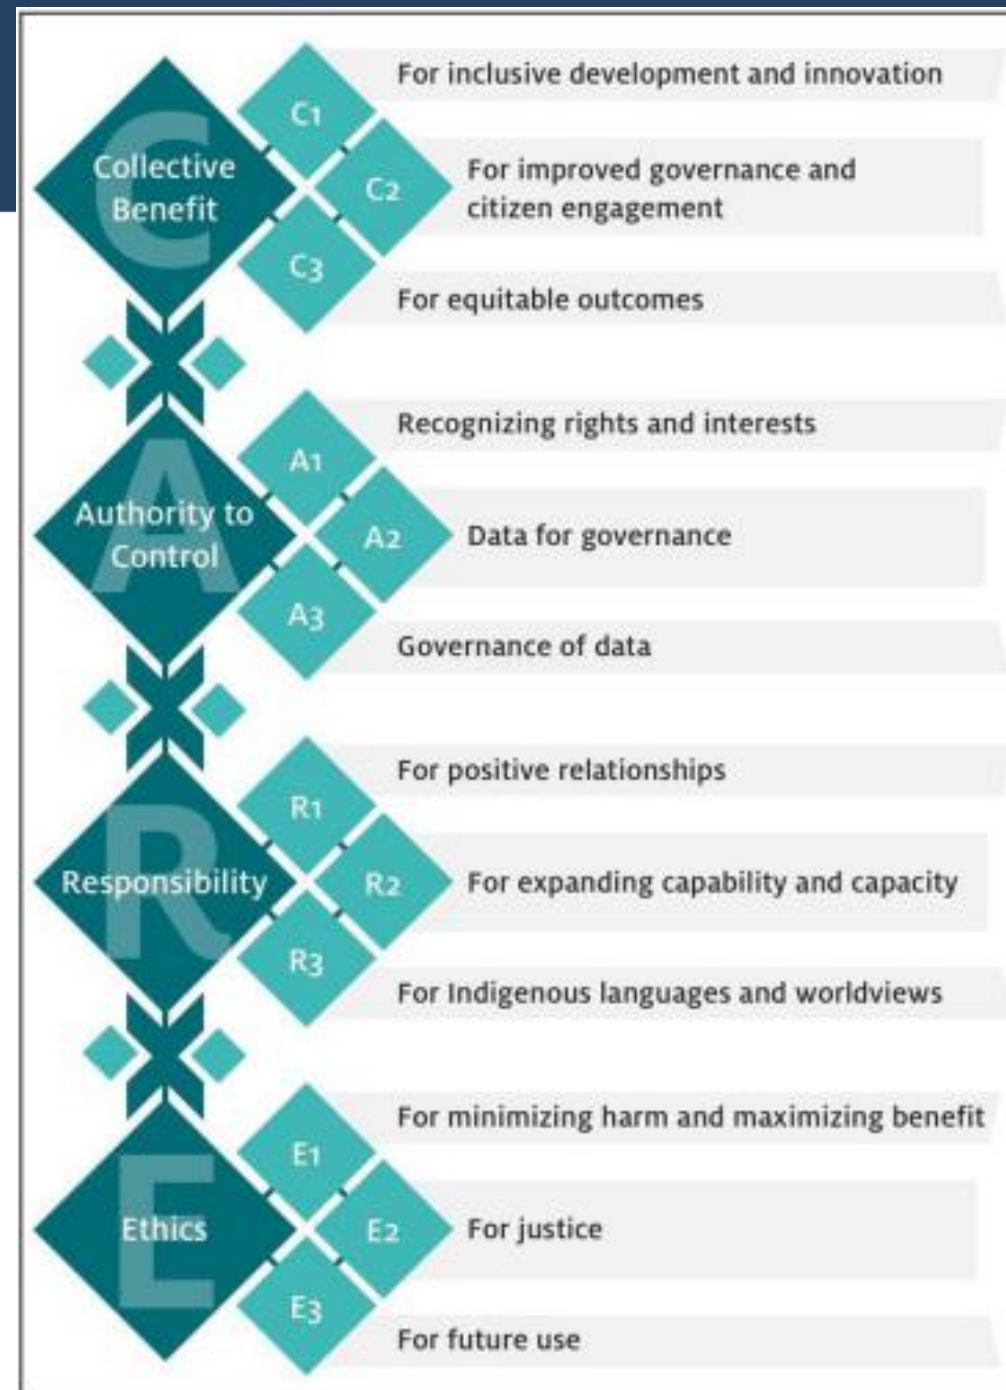 C
Collective
Benefit
C1
For inclusive development and innovation
C2
For improved governance and
citizen engagement
C3
For equitable outcomes
A
Authority to
Control
A1
Recognizing rights and interests
A2
Data for governance
A3
Governance of data
R
Responsibility
R1
For positive relationships
R2
For expanding capability and capacity
R3
For Indigenous languages and worldviews
E
Ethics
E1
For minimizing harm and maximizing benefit
E2
For justice
E3
For future use